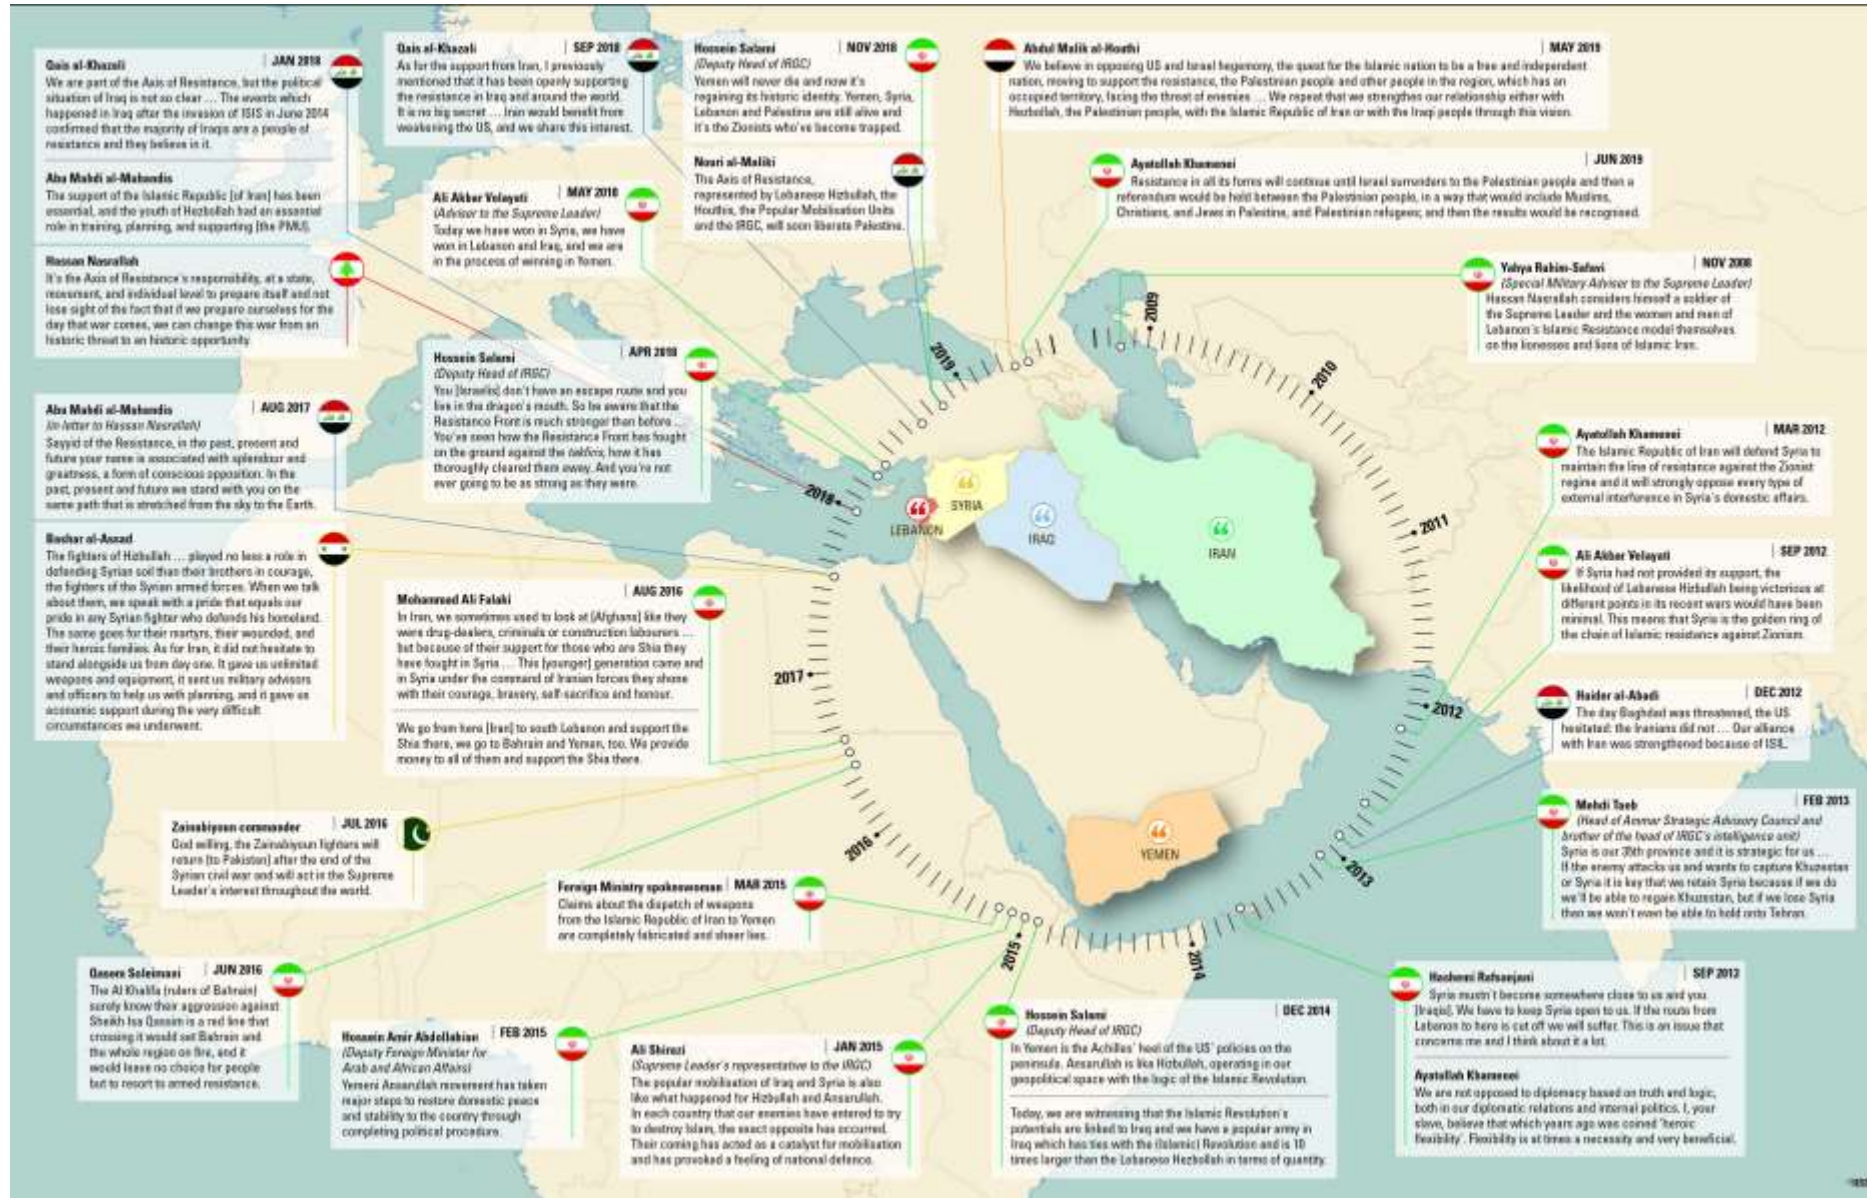 Qais al-Khazali | JAN 2018
We are part of the Axis of Resistance, but the political
situation of Iraq is not so clear ... The events which
happened in Iraq after the invasion of ISIS in June 2014
confirmed that the majority of Iraqs are a people of
resistance and they believe in it.
Abu Mahdi al-Muhandis
The support of the Islamic Republic [of Iran] has been
essential, and the youth of Hezbollah had an essential
role in training, planning, and supporting [the PMU].
Hassan Nasrallah
It's the Axis of Resistance's responsibility, at a state,
movement, and individual level to prepare itself and not
lose sight of the fact that if we prepare ourselves for the
day that war comes, we can change this war from an
historic threat to an historic opportunity.
Abu Mahdi al-Muhandis | AUG 2017
(in letter to Hassan Nasrallah)
Sayyid of the Resistance, in the past, present and
future your name is associated with splendour and
greatness, a form of conscious opposition. In the
past, present and future we stand with you on the
same path that is stretched from the sky to the Earth.
Bashar al-Assad
The fighters of Hizbullah ... played no less a role in
defending Syrian soil than their brothers in courage,
the fighters of the Syrian armed forces. When we talk
about them, we speak with a pride that equals our
pride in any Syrian fighter who defends his homeland.
The same goes for their martyrs, their wounded, and
their heroic families. As for Iran, it did not hesitate to
stand alongside us from day one. It gave us unlimited
weapons and equipment, it sent us military advisors
and officers to help us with planning, and it gave us
economic support during the very difficult
circumstances we underwent.
Qais al-Khazali | SEP 2018
As for the support from Iran, I previously
mentioned that it has been openly supporting
the resistance in Iraq and around the world.
It is no big secret ... Iran would benefit from
weakening the US, and we share this interest.
Ali Akbar Velayati | MAY 2018
(Adviser to the Supreme Leader)
Today we have won in Syria, we have
won in Lebanon and Iraq, and we are
in the process of winning in Yemen.
Hossein Salami | APR 2018
(Deputy Head of IRGC)
You [Israelis] don't have an escape route and you
live in the dragon's mouth. So be aware that the
Resistance Front is much stronger than before ...
You've seen how the Resistance Front has fought
on the ground against the takfiris, how it has
thoroughly cleared them away. And you're not
ever going to be as strong as they were.
Hossein Salami | NOV 2018
(Deputy Head of IRGC)
Yemen will never die and now it's
regaining its historic identity. Yemen, Syria,
Lebanon and Palestine are still alive and
it's the Zionists who've become trapped.
Nouri al-Maliki
The Axis of Resistance,
represented by Lebanese Hizbullah, the
Houthis, the Popular Mobilisation Units
and the IRGC, will soon liberate Palestine.
Abdul Malik al-Houthi | MAY 2019
We believe in opposing US and Israel hegemony, the quest for the Islamic nation to be a free and independent
nation, moving to support the resistance, the Palestinian people and other people in the region, which has an
occupied territory, facing the threat of enemies ... We repeat that we strengthen our relationship either with
Hezbollah, the Palestinian people, with the Islamic Republic of Iran or with the Iraqi people through this vision.
Ayatollah Khamenei | JUN 2019
Resistance in all its forms will continue until Israel surrenders to the Palestinian people and then a
referendum would be held between the Palestinian people, in a way that would include Muslims,
Christians, and Jews in Palestine, and Palestinian refugees; and then the results would be recognised.
Yahya Rahim-Safavi | NOV 2008
(Special Military Adviser to the Supreme Leader)
Hassan Nasrallah considers himself a soldier of
the Supreme Leader and the women and men of
Lebanon's Islamic Resistance model themselves
on the lionesses and lions of Islamic Iran.
Ayatollah Khamenei | MAR 2012
The Islamic Republic of Iran will defend Syria to
maintain the line of resistance against the Zionist
regime and it will strongly oppose every type of
external interference in Syria's domestic affairs.
Ali Akbar Velayati | SEP 2012
If Syria had not provided its support, the
likelihood of Lebanese Hizbullah being victorious at
different points in its recent wars would have been
minimal. This means that Syria is the golden ring of
the chain of Islamic resistance against Zionism.
Haider al-Abadi | DEC 2012
The day Baghdad was threatened, the US
hesitated: the Iranians did not ... Our alliance
with Iran was strengthened because of ISIL.
Mehdi Taeb | FEB 2013
(Head of Ammar Strategic Advisory Council and
brother of the head of IRGC's intelligence unit)
Syria is our 35th province and it is strategic for us ...
If the enemy attacks us and wants to capture Khuzestan
or Syria it is key that we retain Syria because if we do
we'll be able to regain Khuzestan, but if we lose Syria
then we won't even be able to hold onto Tehran.
Hashemi Rafsanjani | SEP 2013
Syria mustn't become somewhere close to us and you
[Iraqis]. We have to keep Syria open to us. If the route from
Lebanon to here is cut off we will suffer. This is an issue that
concerns me and I think about it a lot.
Ayatollah Khamenei
We are not opposed to diplomacy based on truth and logic,
both in our diplomatic relations and internal politics. I, your
slave, believe that which years ago was coined 'heroic
flexibility'. Flexibility is at times a necessity and very beneficial.
Mohammad Ali Falaki | AUG 2016
In Iran, we sometimes used to look at [Afghans] like they
were drug-dealers, criminals or construction labourers ...
but because of their support for those who are Shia they
have fought in Syria ... This [younger] generation came and
in Syria under the command of Iranian forces they shone
with their courage, bravery, self-sacrifice and honour.
We go from here [Iran] to south Lebanon and support the
Shia there, we go to Bahrain and Yemen, too. We provide
money to all of them and support the Shia there.
Zainabiyoun commander | JUL 2016
God willing, the Zainabiyoun fighters will
return [to Pakistan] after the end of the
Syrian civil war and will act in the Supreme
Leader's interest throughout the world.
Qasem Soleimani | JUN 2016
The Al Khalifa (rulers of Bahrain)
surely know their aggression against
Sheikh Isa Qassim is a red line that
crossing it would set Bahrain and
the whole region on fire, and it
would leave no choice for people
but to resort to armed resistance.
Foreign Ministry spokeswoman | MAR 2015
Claims about the dispatch of weapons
from the Islamic Republic of Iran to Yemen
are completely fabricated and sheer lies.
Hossein Amir Abdollahian | FEB 2015
(Deputy Foreign Minister for
Arab and African Affairs)
Yemeni Ansarullah movement has taken
major steps to restore domestic peace
and stability to the country through
completing political procedure.
Ali Shirazi | JAN 2015
(Supreme Leader's representative to the IRGC)
The popular mobilisation of Iraq and Syria is also
like what happened for Hizbullah and Ansarullah.
In each country that our enemies have entered to try
to destroy Islam, the exact opposite has occurred.
Their coming has acted as a catalyst for mobilisation
and has provoked a feeling of national defence.
Hossein Salami | DEC 2014
(Deputy Head of IRGC)
In Yemen is the Achilles' heel of the US' policies on the
peninsula. Ansarullah is like Hizbullah, operating in our
geopolitical space with the logic of the Islamic Revolution.
Today, we are witnessing that the Islamic Revolution's
potentials are linked to Iraq and we have a popular army in
Iraq which has ties with the (Islamic) Revolution and is 10
times larger than the Lebanese Hezbollah in terms of quantity.
2009
2010
2011
2012
2013
2014
2015
2016
2017
2018
2019
LEBANON
SYRIA
IRAQ
IRAN
YEMEN